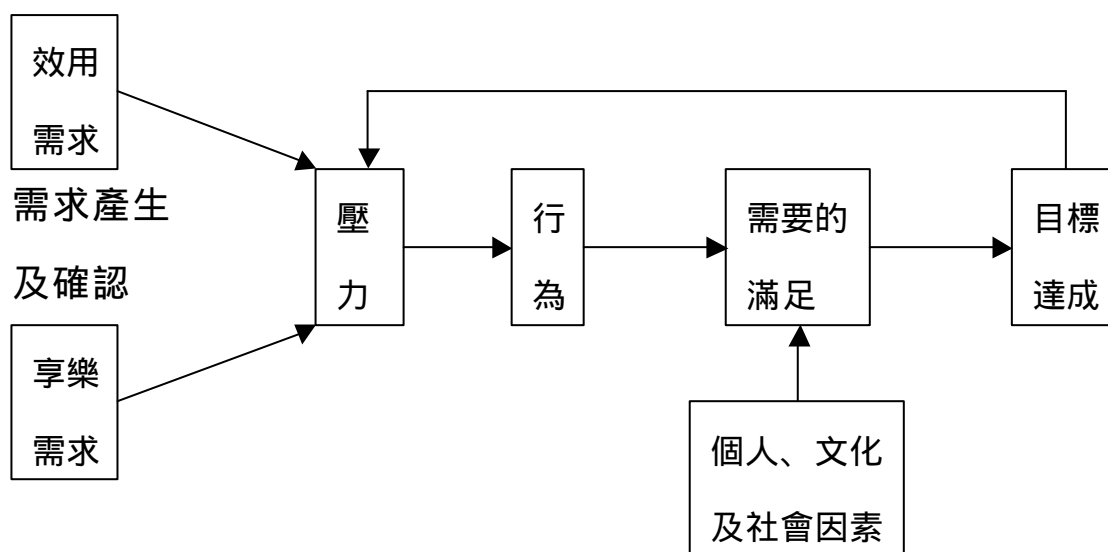 效用
需求
需求產生
及確認
享樂
需求
壓
力
行
為
需要的
滿足
目標
達成
個人、文化
及社會因素